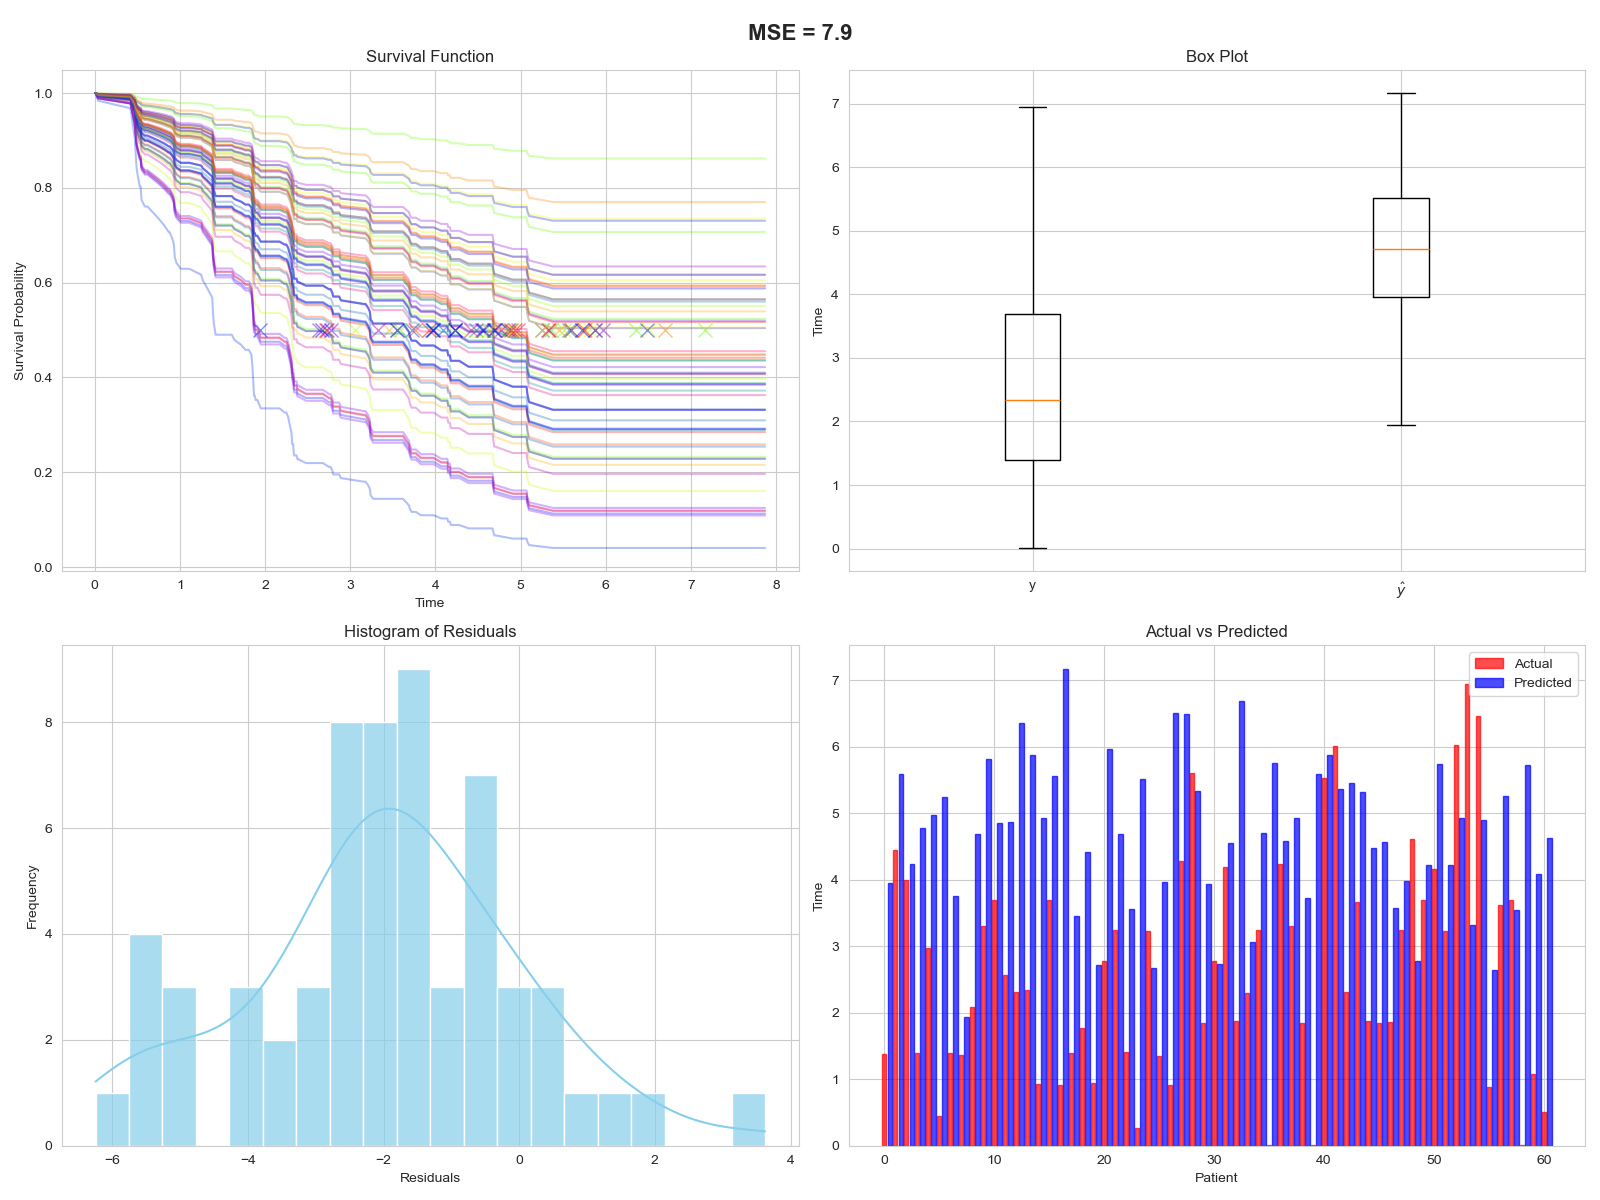 MSE = 7.9
Survival Function
Survival Probability
1.0
0.8
0.6
0.4
0.2
0.0
0 1 2 3 4 5 6 7 8
Time
Box Plot
Time
7
6
5
4
3
2
1
0
y ŷ
Histogram of Residuals
Frequency
8
6
4
2
0
−6 −4 −2 0 2 4
Residuals
Actual vs Predicted
Actual
Predicted
Time
7
6
5
4
3
2
1
0
0 10 20 30 40 50 60
Patient